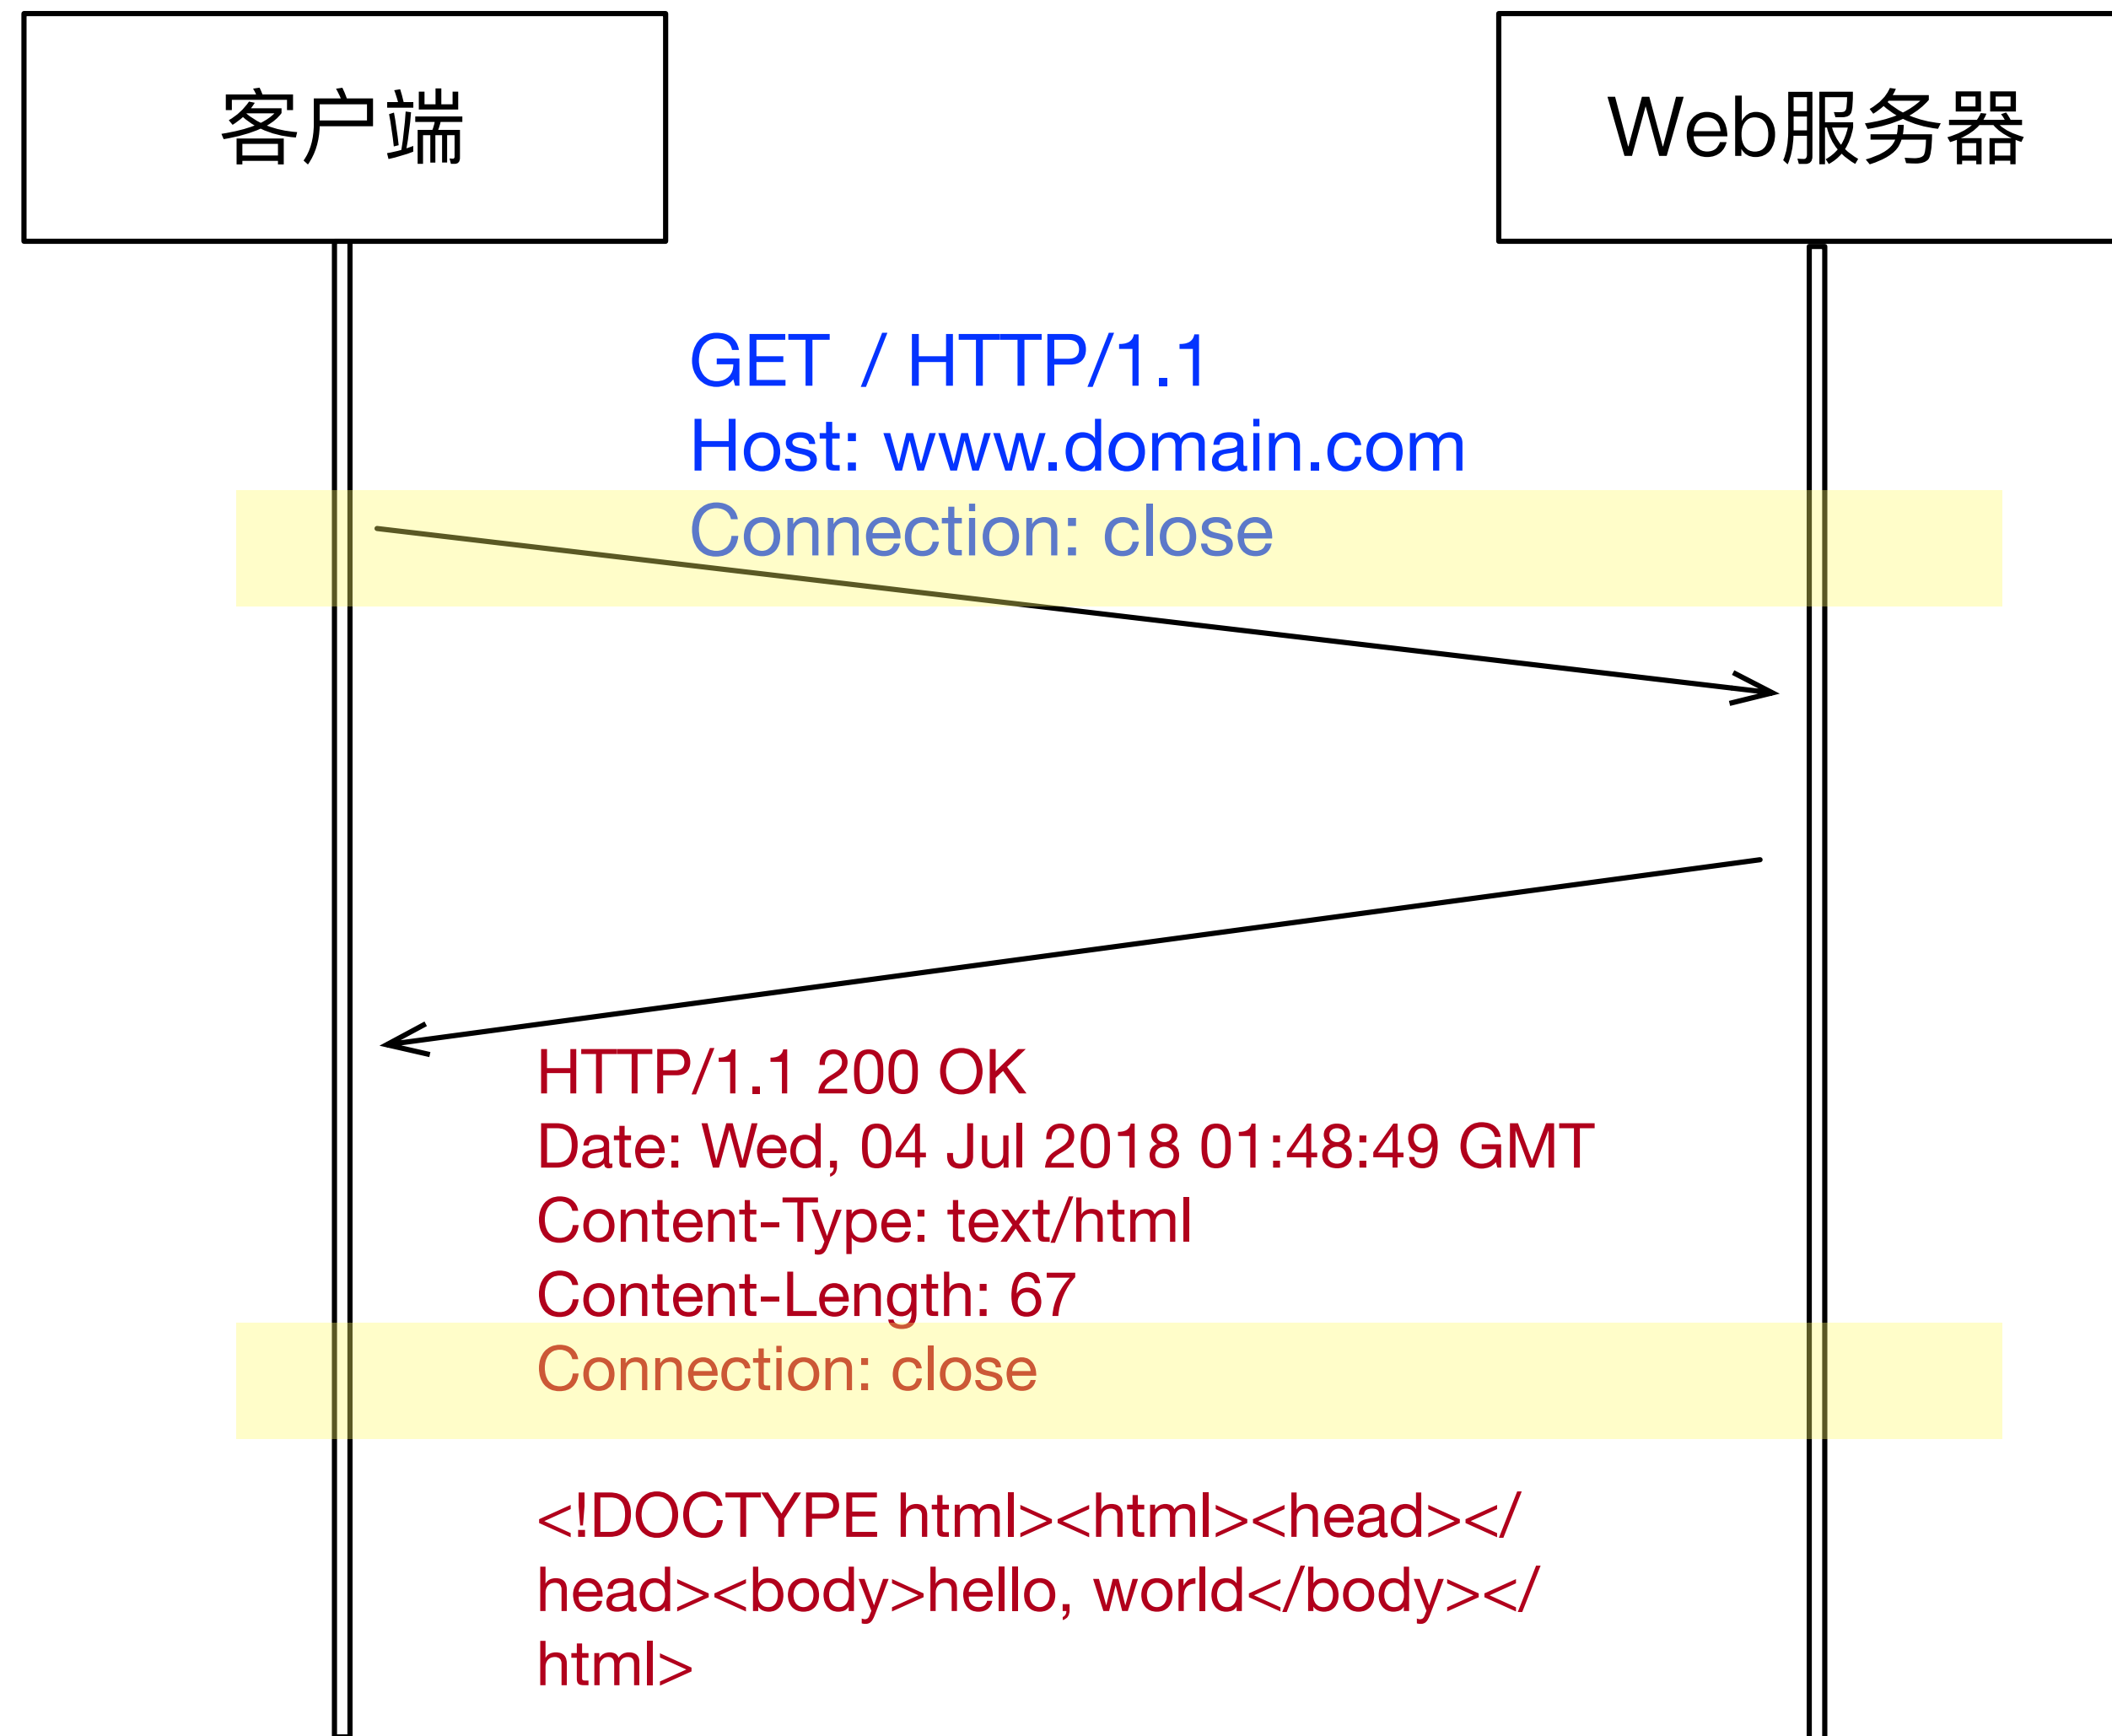 客户端
Web服务器
GET / HTTP/1.1
Host: www.domain.com
Connection: close
HTTP/1.1 200 OK
Date: Wed, 04 Jul 2018 01:48:49 GMT
Content-Type: text/html
Content-Length: 67
Connection: close
<!DOCTYPE html><html><head></
head><body>hello, world</body></
html>